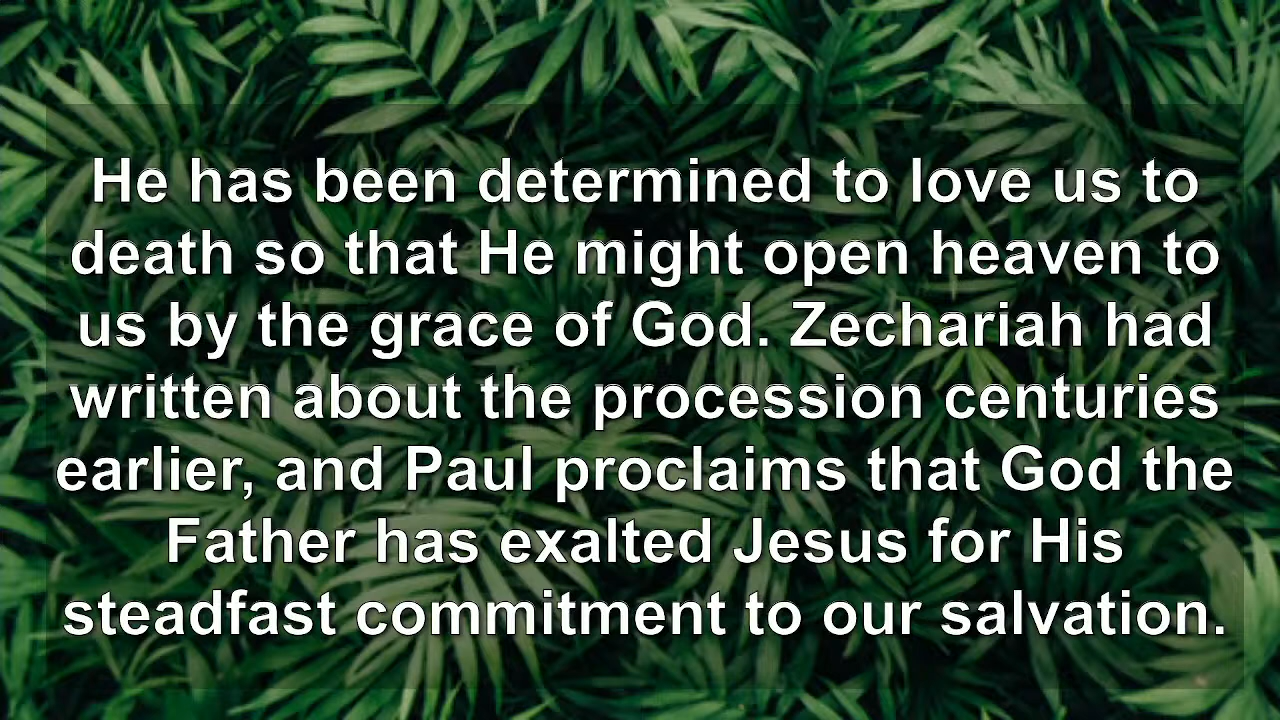 He has been determined to love us to
death so that He might open heaven to
us by the grace of God. Zechariah had
written about the procession centuries
earlier, and Paul proclaims that God the
Father has exalted Jesus for His
steadfast commitment to our salvation.